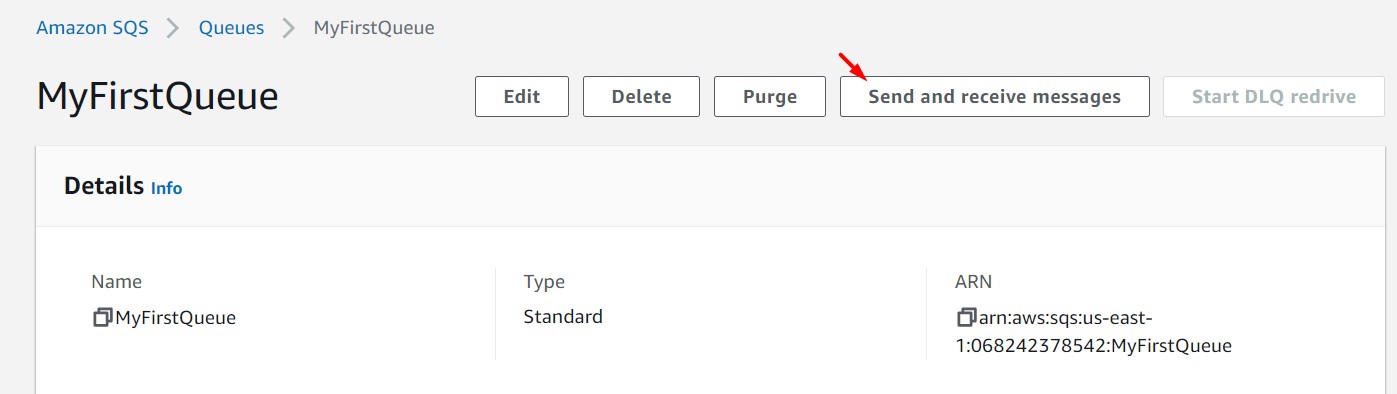 Amazon SQS > Queues > MyFirstQueue
MyFirstQueue
Edit
Delete
Purge
Send and receive messages
Start DLQ redrive
Details Info
Name
MyFirstQueue
Type
Standard
ARN
arn:aws:sqs:us-east-
1:068242378542:MyFirstQueue